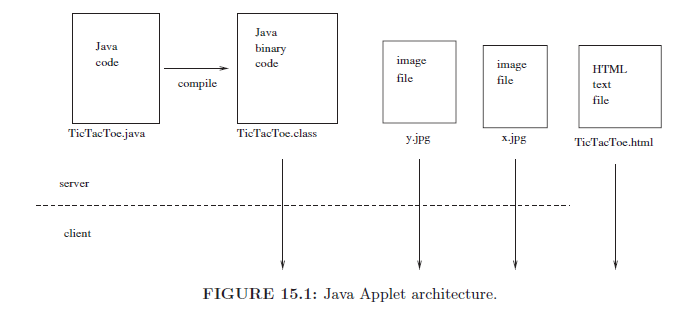 Java
code
compile
TicTacToe.java
Java
binary
code
TicTacToe.class
image
file
y.jpg
image
file
x.jpg
HTML
text
file
TicTacToe.html
server
client
FIGURE 15.1: Java Applet architecture.